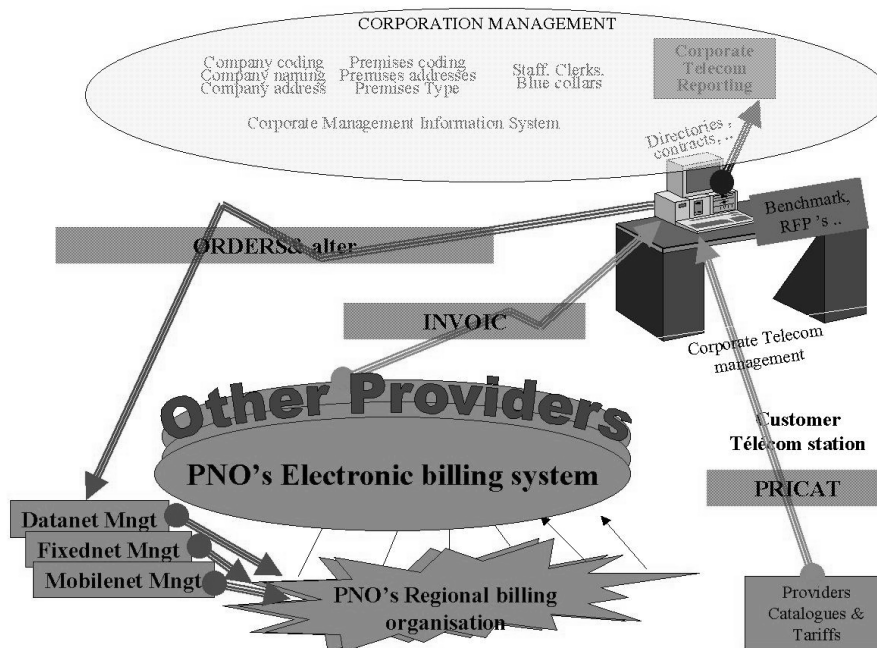 CORPORATION MANAGEMENT
Company coding
Company naming
Company address
Premises coding
Premises addresses
Premises Type
Staff. Clerks.
Blue collars
Corporate
Telecom
Reporting
Corporate Management Information System
Directories ,
contracts, ..
Benchmark,
RFP 's ..
ORDERS& alter
INVOIC
Corporate Telecom
management
Other Providers
Customer
Télécom station
PNO's Electronic billing system
PRICAT
Datanet Mngt
Fixednet Mngt
Mobilenet Mngt
PNO's Regional billing
organisation
Providers
Catalogues &
Tariffs